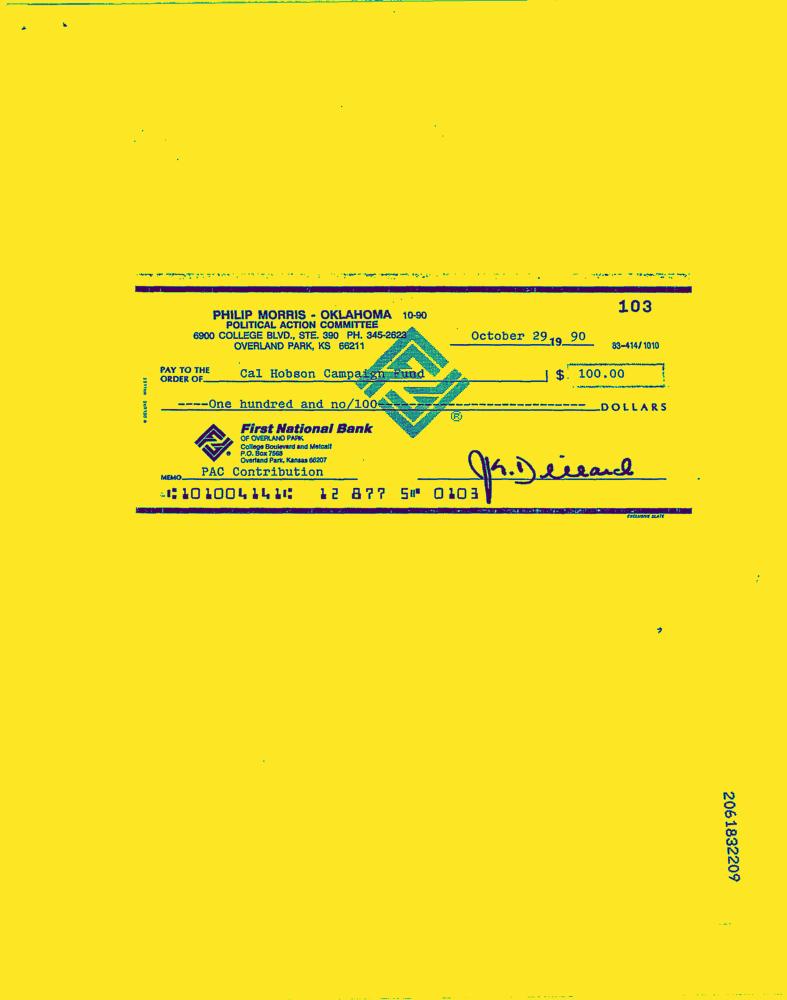 103
PHILIP MORRIS - OKLAHOMA 10-90
POLITICAL ACTION COMMITTEE
6900 COLLEGE BLVD., STE. 390 PH. 345-2623
OVERLAND PARK, KS 66211
October 29 19 90
83-414/1010
PAY TO THE
ORDER OF
Cal Hobson Campaign Fund
$ 100.00
----One hundred and no/100-------------------------- DOLLARS
®
First National Bank
OF OVERLAND PARK
College Boulevard and Metcalf
P.O. Box 7568
Overland Park, Kansas 66207
MEMO PAC Contribution
⑆101004141⑆ 12 877 5⑈ 0103
2061832209